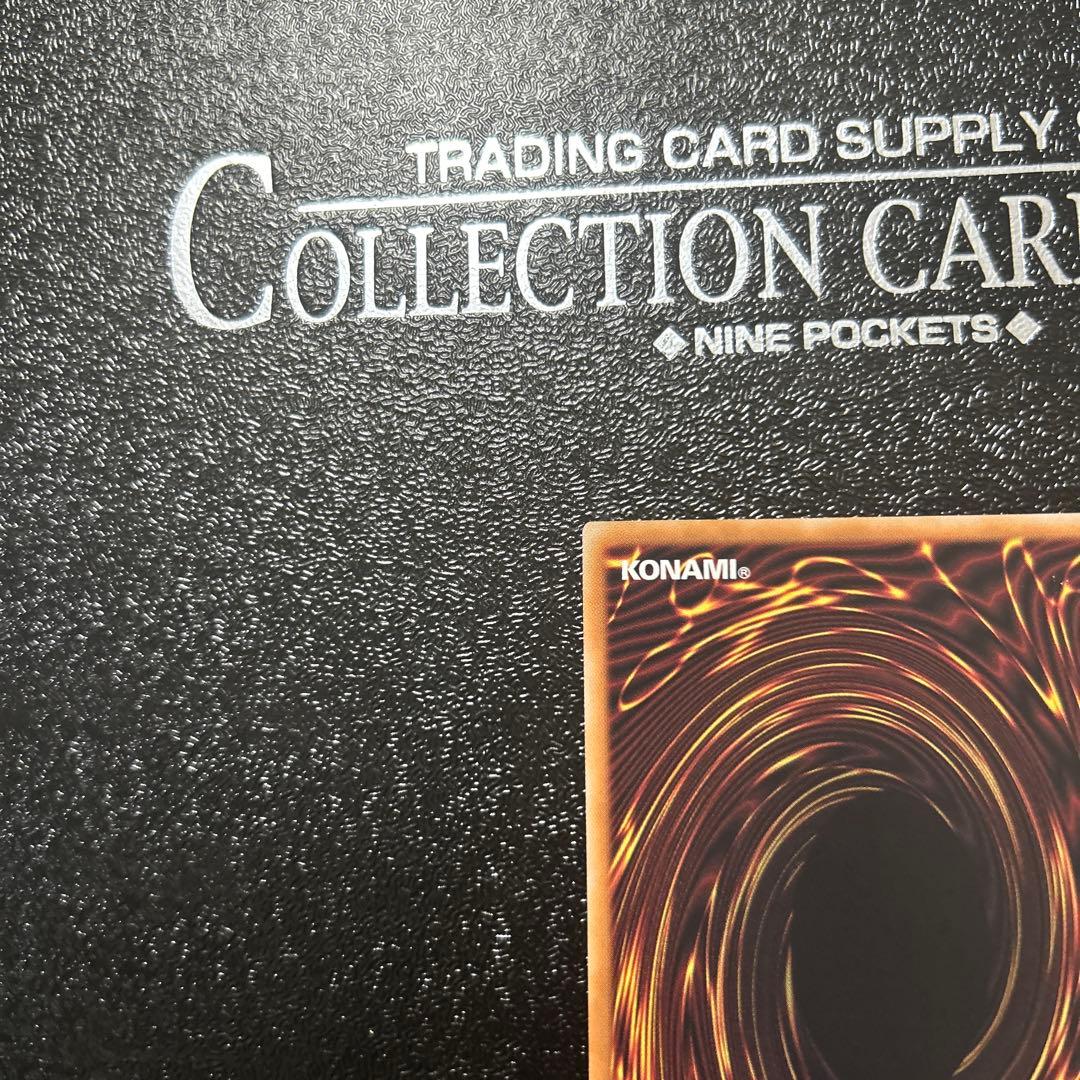 TRADING CARD SUPPLY
COLLECTION CAR
◆NINE POCKETS◆
KONAMI®